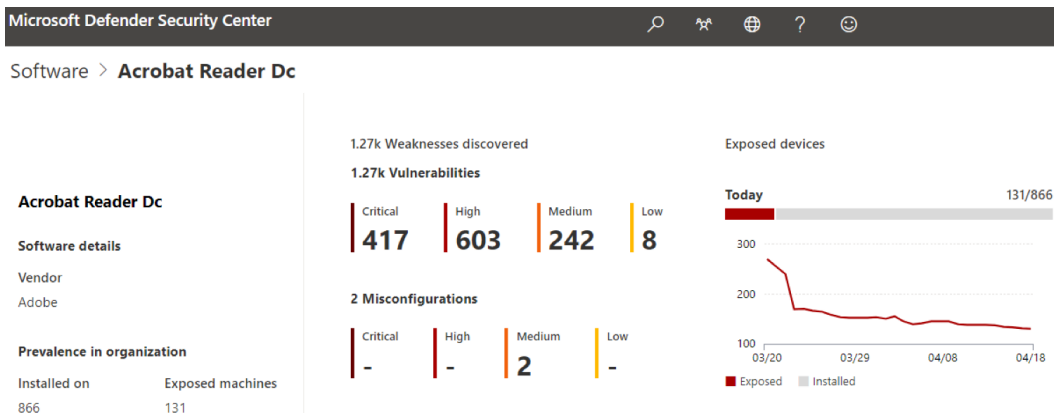 Microsoft Defender Security Center
?
Software > Acrobat Reader Dc
Acrobat Reader Dc
Software details
Vendor
Adobe
Prevalence in organization
Installed on Exposed machines
866 131
1.27k Weaknesses discovered
1.27k Vulnerabilities
Critical High Medium Low
417 603 242 8
2 Misconfigurations
Critical High Medium Low
- - 2 -
Exposed devices
Today 131/866
300
200
100
03/20 03/29 04/08 04/18
Exposed Installed